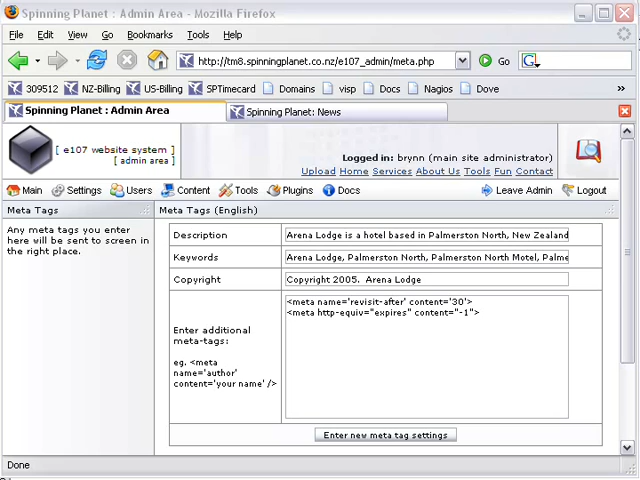 Spinning Planet : Admin Area - Mozilla Firefox
File Edit View Go Bookmarks Tools Help
http://tm8.spinningplanet.co.nz/e107_admin/meta.php Go G
309512 NZ-Billing US-Billing SPTimecard Domains visp Docs Nagios Dove
Spinning Planet : Admin Area Spinning Planet: News
[ e107 website system ]
[ admin area ]
Logged in: brynn (main site administrator)
Upload Home Services About Us Tools Fun Contact
Main Settings Users Content Tools Plugins Docs Leave Admin Logout
Meta Tags
Any meta tags you enter
here will be sent to screen in
the right place.
Meta Tags (English)
Description Arena Lodge is a hotel based in Palmerston North, New Zealand
Keywords Arena Lodge, Palmerston North, Palmerston North Motel, Palme
Copyright Copyright 2005.  Arena Lodge
Enter additional
meta-tags:
eg. <meta
name='author'
content='your name' />
<meta name='revisit-after' content='30'>
<meta http-equiv="expires" content="-1">
Enter new meta tag settings
Done